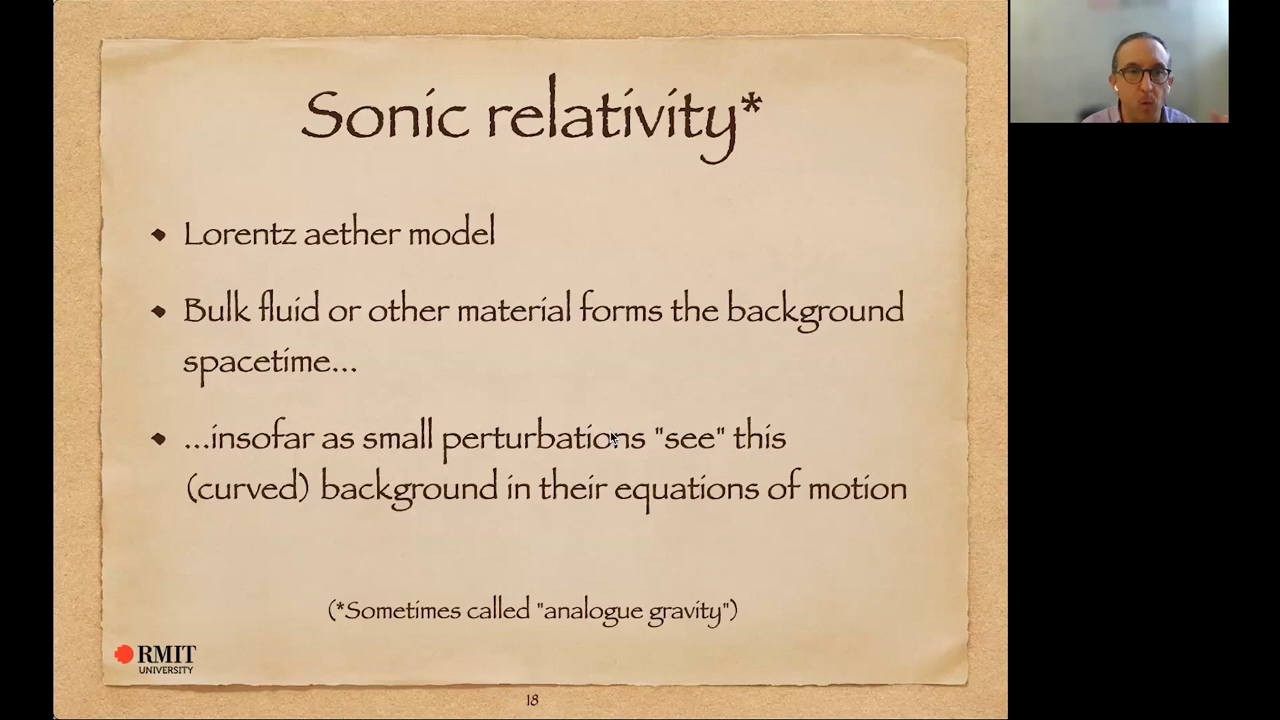 Sonic relativity*
• Lorentz aether model
• Bulk fluid or other material forms the background
spacetime...
• ...insofar as small perturbations "see" this
(curved) background in their equations of motion
(*Sometimes called "analogue gravity")
RMIT
UNIVERSITY
18